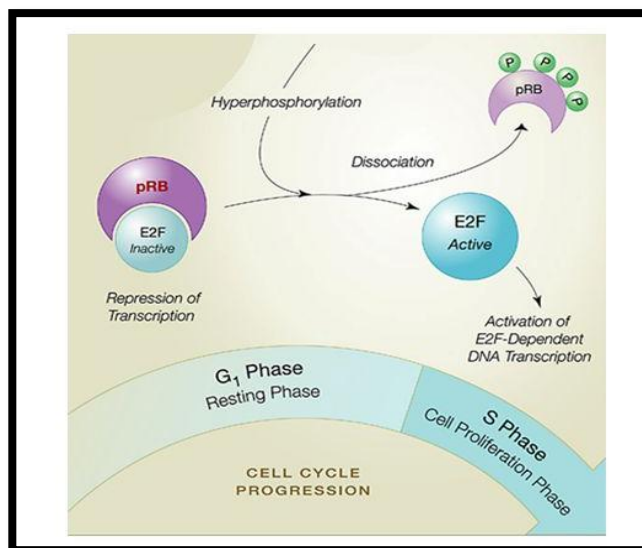 Hyperphosphorylation
P
P
P
P
pRB
Dissociation
pRB
E2F
Inactive
E2F
Active
Repression of
Transcription
Activation of
E2F-Dependent
DNA Transcription
G1 Phase
Resting Phase
S Phase
Cell Proliferation Phase
CELL CYCLE
PROGRESSION